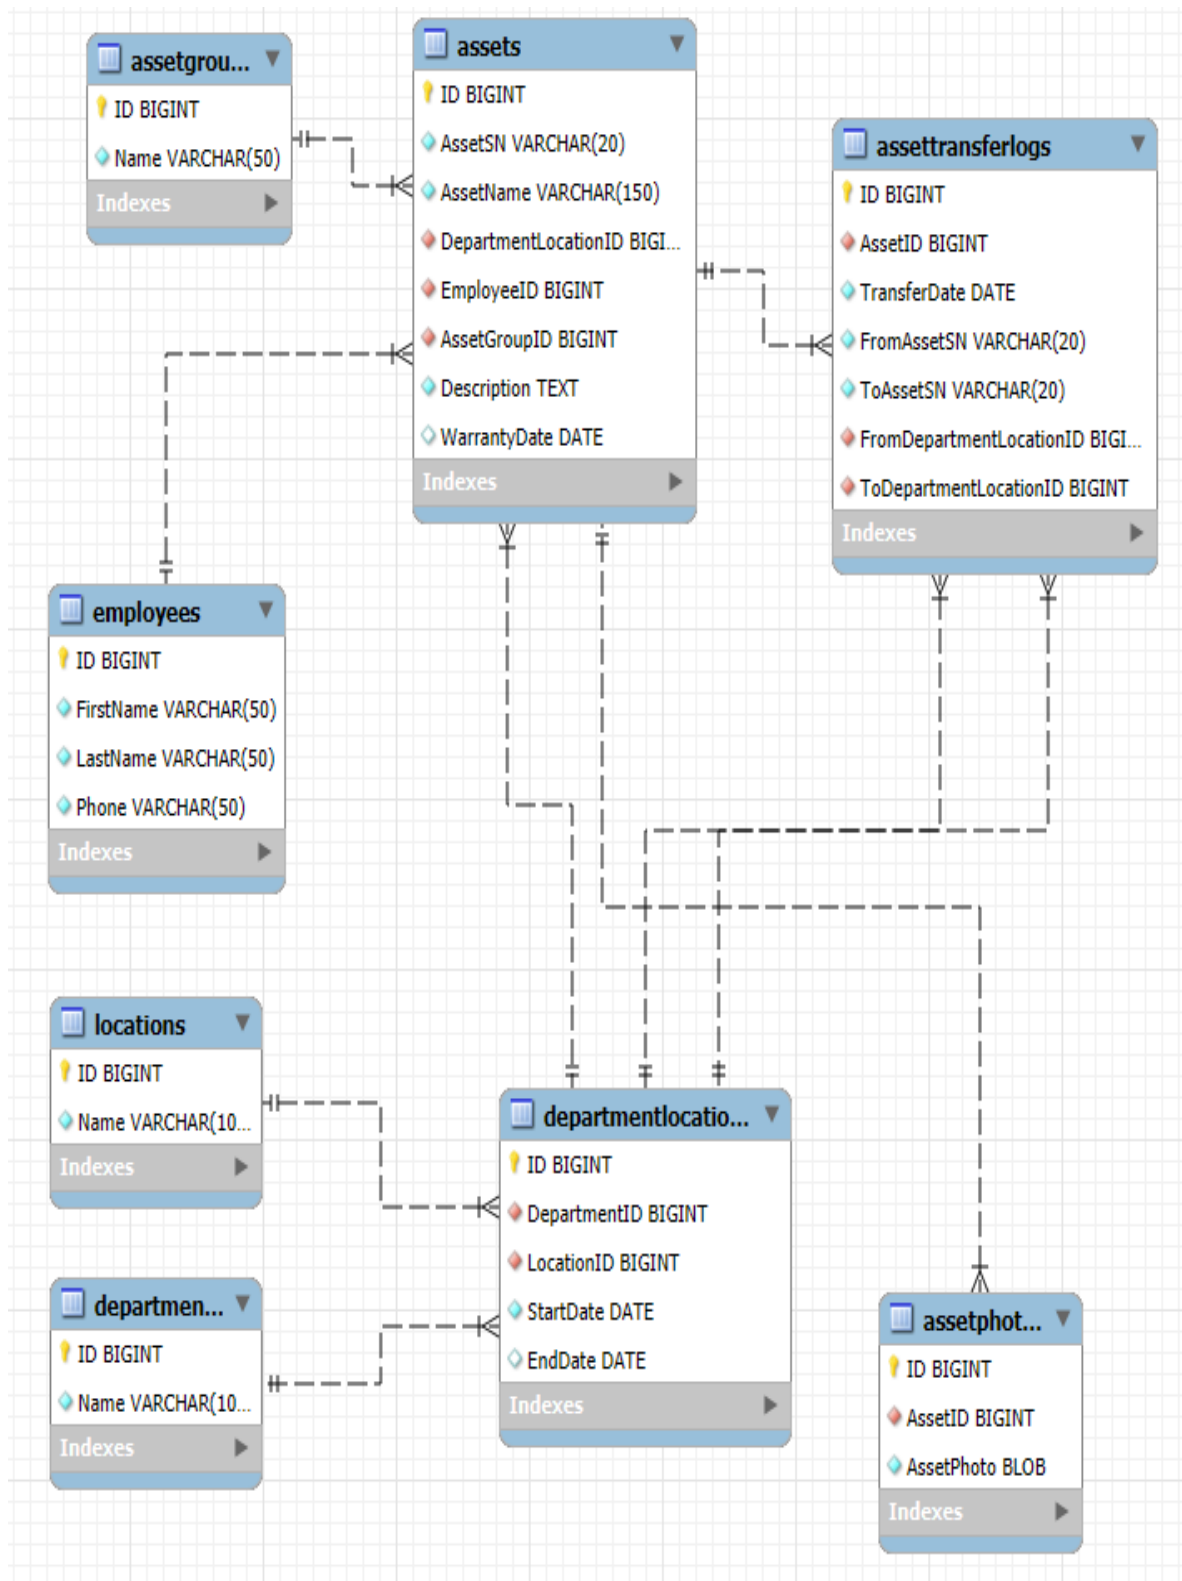 assetgrou...
ID BIGINT
Name VARCHAR(50)
Indexes
assets
ID BIGINT
AssetSN VARCHAR(20)
AssetName VARCHAR(150)
DepartmentLocationID BIGI...
EmployeeID BIGINT
AssetGroupID BIGINT
Description TEXT
WarrantyDate DATE
Indexes
assettransferlogs
ID BIGINT
AssetID BIGINT
TransferDate DATE
FromAssetSN VARCHAR(20)
ToAssetSN VARCHAR(20)
FromDepartmentLocationID BIGI...
ToDepartmentLocationID BIGINT
Indexes
employees
ID BIGINT
FirstName VARCHAR(50)
LastName VARCHAR(50)
Phone VARCHAR(50)
Indexes
locations
ID BIGINT
Name VARCHAR(10...
Indexes
departmen...
ID BIGINT
Name VARCHAR(10...
Indexes
departmentlocatio...
ID BIGINT
DepartmentID BIGINT
LocationID BIGINT
StartDate DATE
EndDate DATE
Indexes
assetphot...
ID BIGINT
AssetID BIGINT
AssetPhoto BLOB
Indexes